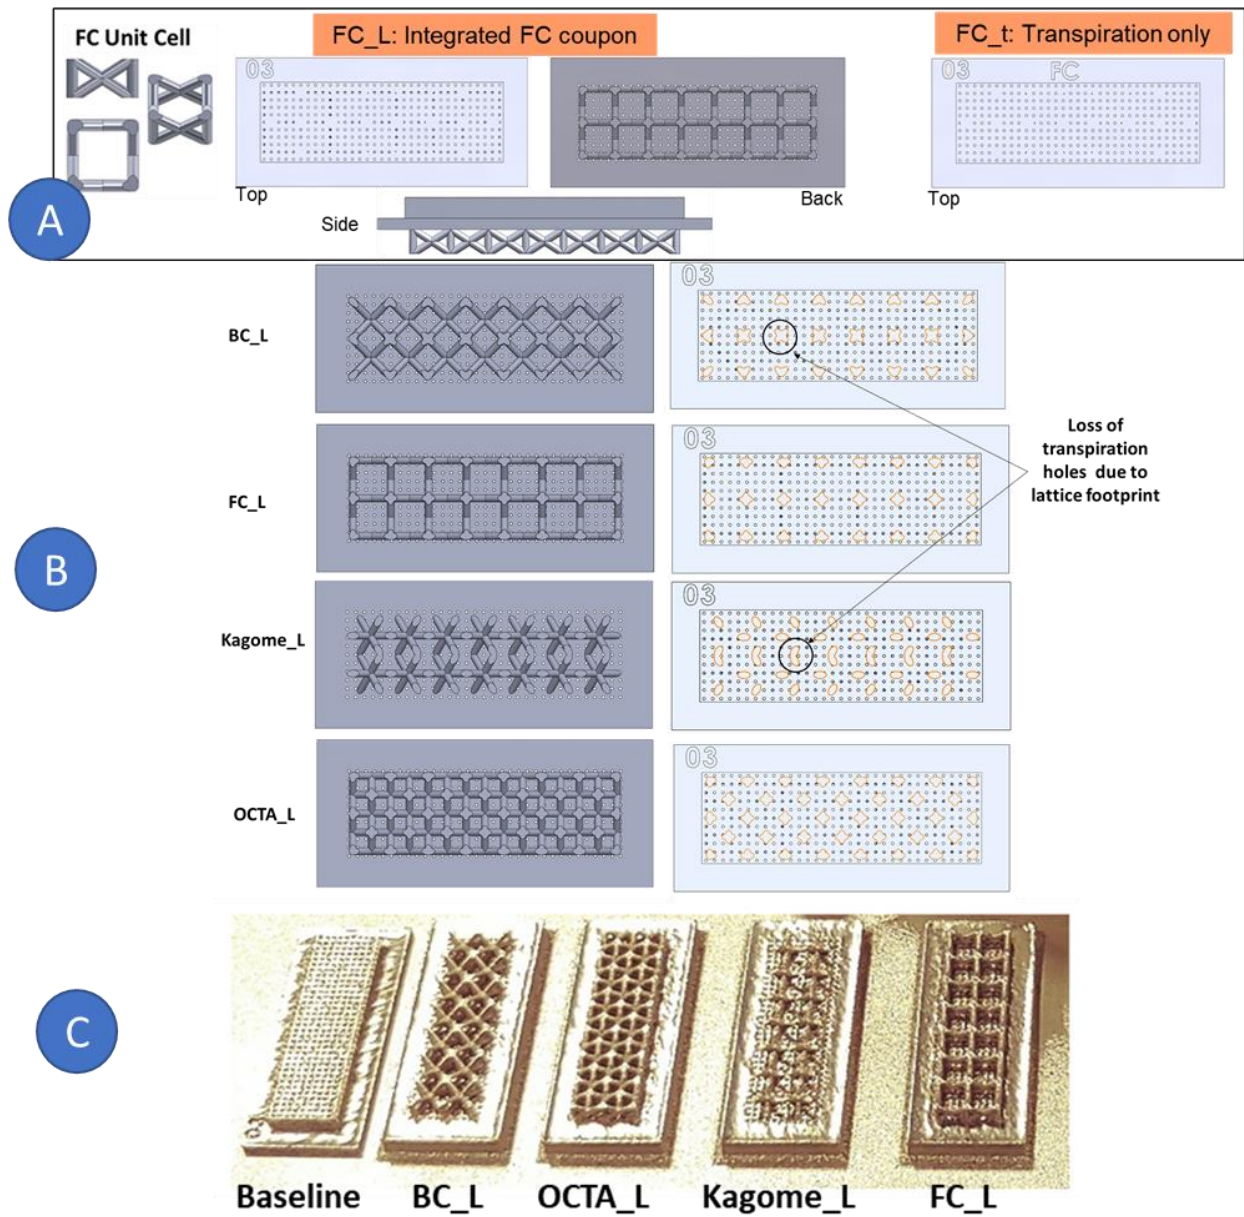 FC Unit Cell
FC_L: Integrated FC coupon
FC_t: Transpiration only
03
03 FC
Top
Back
Top
Side
A
03
BC_L
Loss of
transpiration
holes due to
lattice footprint
03
FC_L
B
03
Kagome_L
03
OCTA_L
C
Baseline
BC_L
OCTA_L
Kagome_L
FC_L